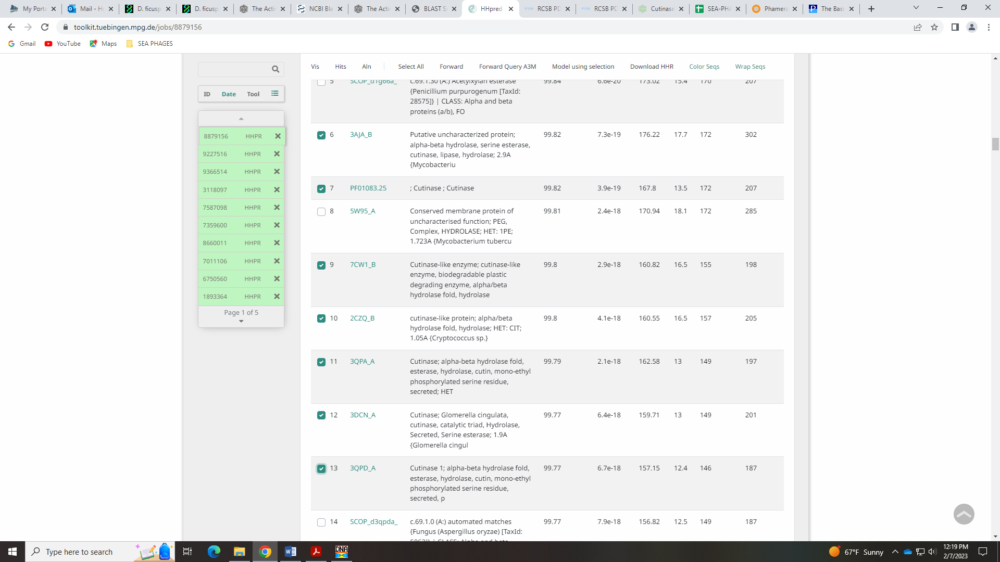 My Porta
Mail - Ho
D. ficusp
D. ficusp
The Actin
NCBI Bla
The Actin
BLAST S
HHpred
RCSB PD
RCSB PD
Cutinase
SEA-PHA
Phamera
The Basi
toolkit.tuebingen.mpg.de/jobs/8879156
Gmail
YouTube
Maps
SEA PHAGES
Vis
Hits
Aln
Select All
Forward
Forward Query A3M
Model using selection
Download HHR
Color Seqs
Wrap Seqs
ID
Date
Tool
8879156 HHPR
9227516 HHPR
9366514 HHPR
3118097 HHPR
7587098 HHPR
7359600 HHPR
8660011 HHPR
7011106 HHPR
6750560 HHPR
1893364 HHPR
Page 1 of 5
5 SCOP_d1g66a_ c.69.1.30 (A:) Acetylxylan esterase 99.84 6.6e-20 173.02 15.4 170 207
{Penicillium purpurogenum [TaxId:
28575]} | CLASS: Alpha and beta
proteins (a/b), FO
6 3AJA_B Putative uncharacterized protein; 99.82 7.3e-19 176.22 17.7 172 302
alpha-beta hydrolase, serine esterase,
cutinase, lipase, hydrolase; 2.9A
{Mycobacteriu
7 PF01083.25 ; Cutinase ; Cutinase 99.82 3.9e-19 167.8 13.5 172 207
8 5W95_A Conserved membrane protein of 99.81 2.4e-18 170.94 18.1 172 285
uncharacterised function; PEG,
Complex, HYDROLASE; HET: 1PE;
1.723A {Mycobacterium tubercu
9 7CW1_B Cutinase-like enzyme; cutinase-like 99.8 2.9e-18 160.82 16.5 155 198
enzyme, biodegradable plastic
degrading enzyme, alpha/beta
hydrolase fold, hydrolase
10 2CZQ_B cutinase-like protein; alpha/beta 99.8 4.1e-18 160.55 16.5 157 205
hydrolase fold, hydrolase; HET: CIT;
1.05A {Cryptococcus sp.}
11 3QPA_A Cutinase; alpha-beta hydrolase fold, 99.79 2.1e-18 162.58 13 149 197
esterase, hydrolase, cutin, mono-ethyl
phosphorylated serine residue,
secreted; HET
12 3DCN_A Cutinase; Glomerella cingulata, 99.77 6.4e-18 159.71 13 149 201
cutinase, catalytic triad, Hydrolase,
Secreted, Serine esterase; 1.9A
{Glomerella cingul
13 3QPD_A Cutinase 1; alpha-beta hydrolase fold, 99.77 6.7e-18 157.15 12.4 146 187
esterase, hydrolase, cutin, mono-ethyl
phosphorylated serine residue,
secreted, p
14 SCOP_d3qpda_ c.69.1.0 (A:) automated matches 99.77 7.9e-18 156.82 12.5 149 187
{Fungus (Aspergillus oryzae) [TaxId:
Type here to search
DNA
67°F Sunny
12:19 PM
2/7/2023